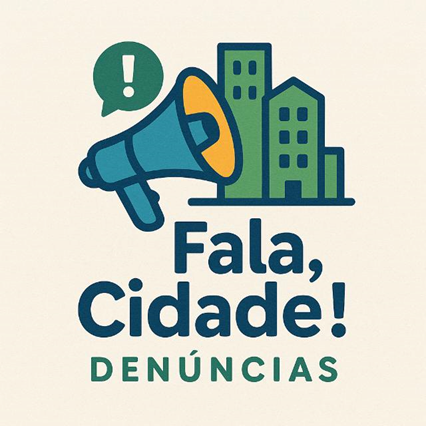 !
Fala,
Cidade!
DENÚNCIAS